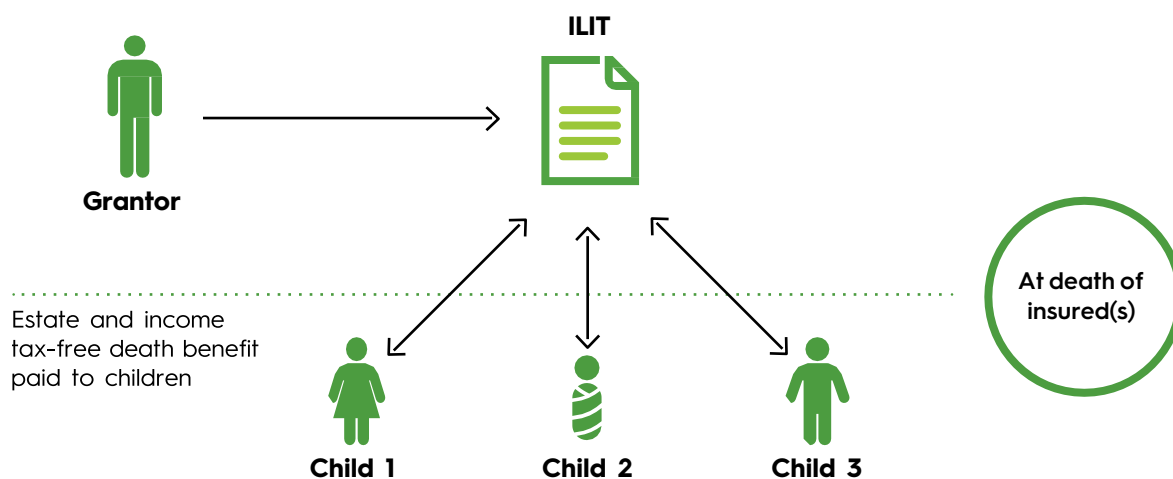 ILIT
Grantor
At death of
insured(s)
Estate and income
tax-free death benefit
paid to children
Child 1
Child 2
Child 3